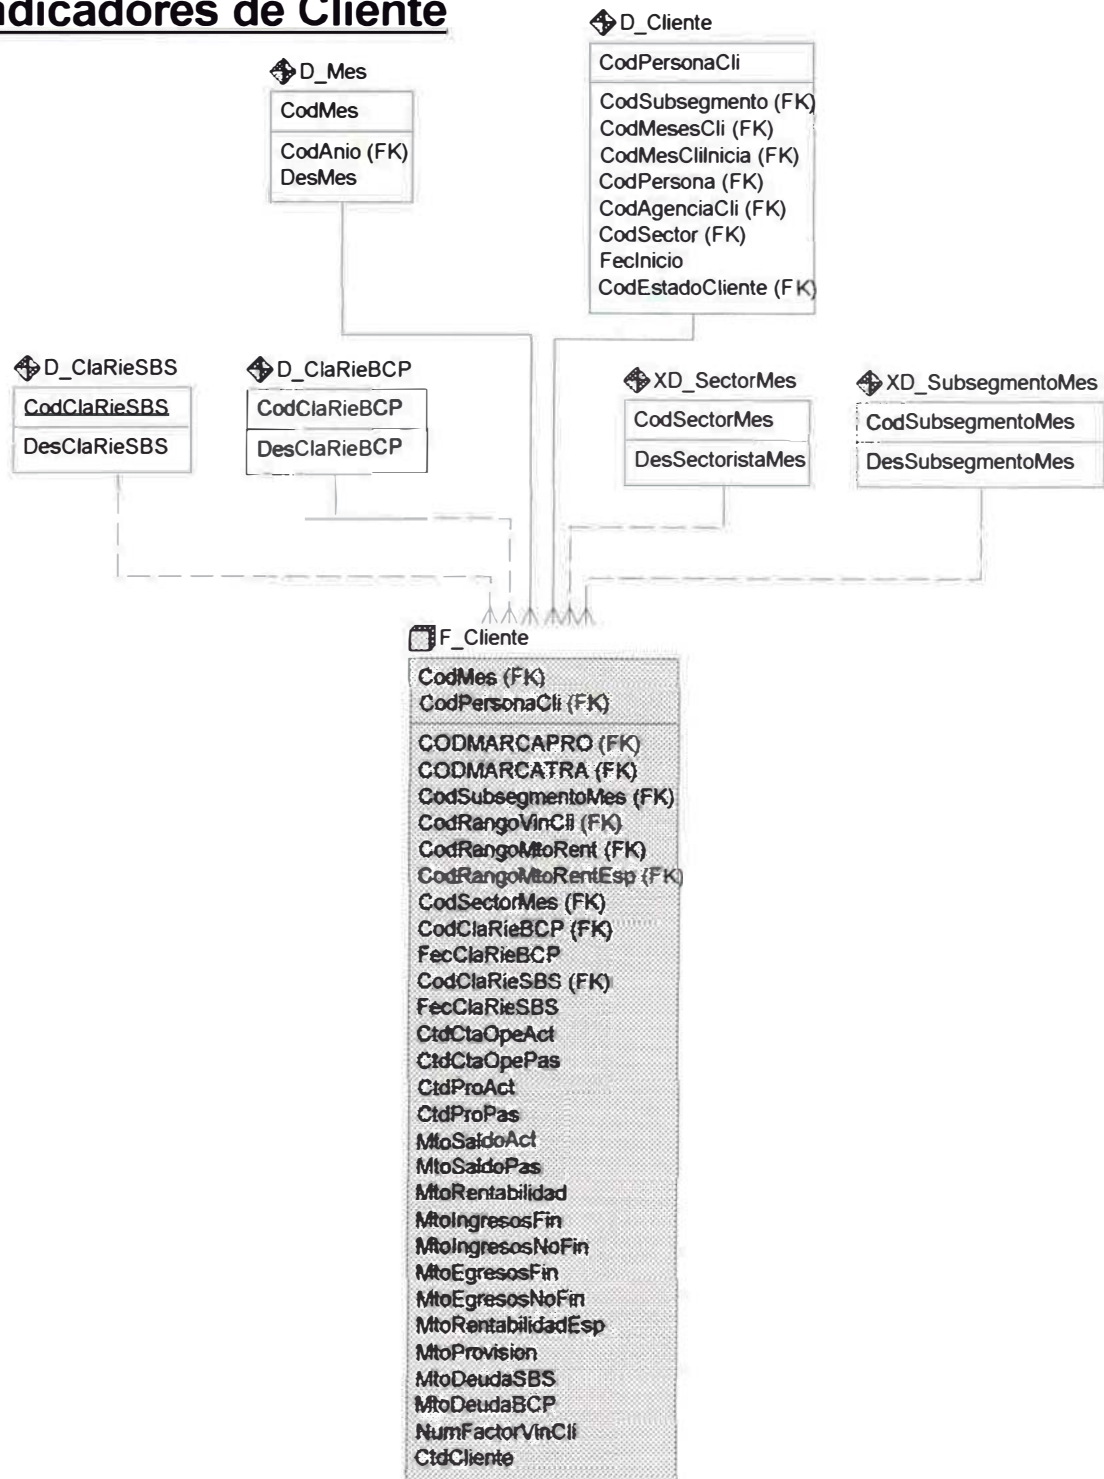 ndicadores de Cliente
D_Cliente
CodPersonaCli
CodSubsegmento (FK)
CodMesesCli (FK)
CodMesCliInicia (FK)
CodPersona (FK)
CodAgenciaCli (FK)
CodSector (FK)
FecInicio
CodEstadoCliente (FK)
D_Mes
CodMes
CodAnio (FK)
DesMes
D_ClaRieSBS
CodClaRieSBS
DesClaRieSBS
D_ClaRieBCP
CodClaRieBCP
DesClaRieBCP
XD_SectorMes
CodSectorMes
DesSectoristaMes
XD_SubsegmentoMes
CodSubsegmentoMes
DesSubsegmentoMes
F_Cliente
CodMes (FK)
CodPersonaCli (FK)
CODMARCAPRO (FK)
CODMARCATRA (FK)
CodSubsegmentoMes (FK)
CodRangoVinCli (FK)
CodRangoMtoRent (FK)
CodRangoMtoRentEsp (FK)
CodSectorMes (FK)
CodClaRieBCP (FK)
FecClaRieBCP
CodClaRieSBS (FK)
FecClaRieSBS
CtdCtaOpeAct
CtdCtaOpePas
CtdProAct
CtdProPas
MtoSaldoAct
MtoSaldoPas
MtoRentabilidad
MtoIngresosFin
MtoIngresosNoFin
MtoEgresosFin
MtoEgresosNoFin
MtoRentabilidadEsp
MtoProvision
MtoDeudaSBS
MtoDeudaBCP
NumFactorVinCli
CtdCliente